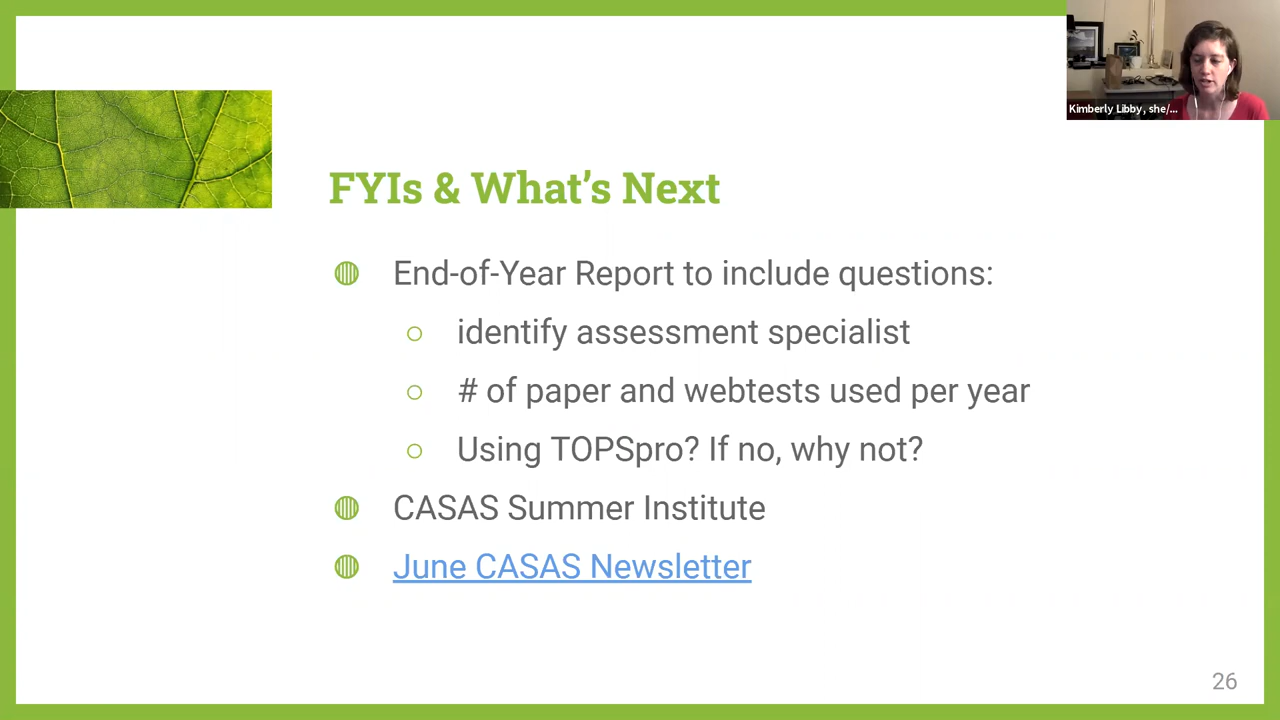 Kimberly Libby, she/...
FYIs & What's Next
End-of-Year Report to include questions:
identify assessment specialist
# of paper and webtests used per year
Using TOPSpro? If no, why not?
CASAS Summer Institute
June CASAS Newsletter
26